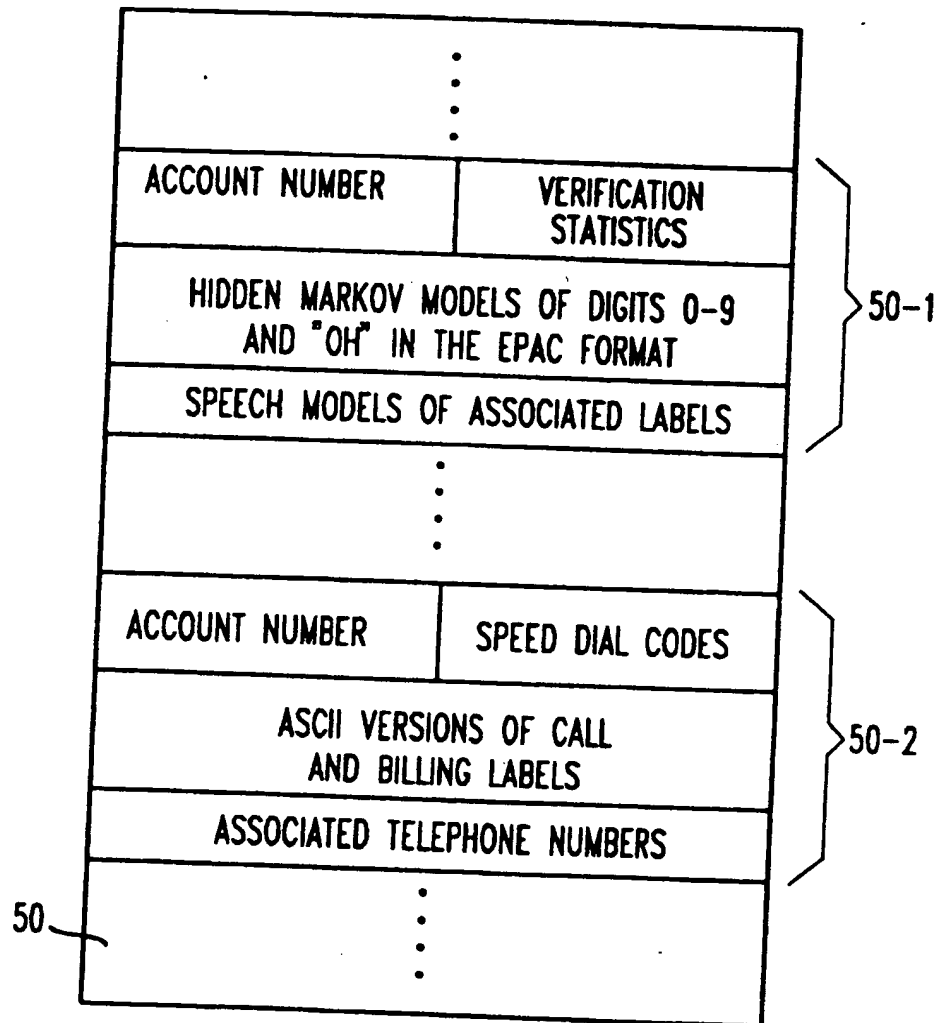 ACCOUNT NUMBER
VERIFICATION
STATISTICS
HIDDEN MARKOV MODELS OF DIGITS 0-9
AND "OH" IN THE EPAC FORMAT
SPEECH MODELS OF ASSOCIATED LABELS
50-1
ACCOUNT NUMBER
SPEED DIAL CODES
ASCII VERSIONS OF CALL
AND BILLING LABELS
ASSOCIATED TELEPHONE NUMBERS
50-2
50